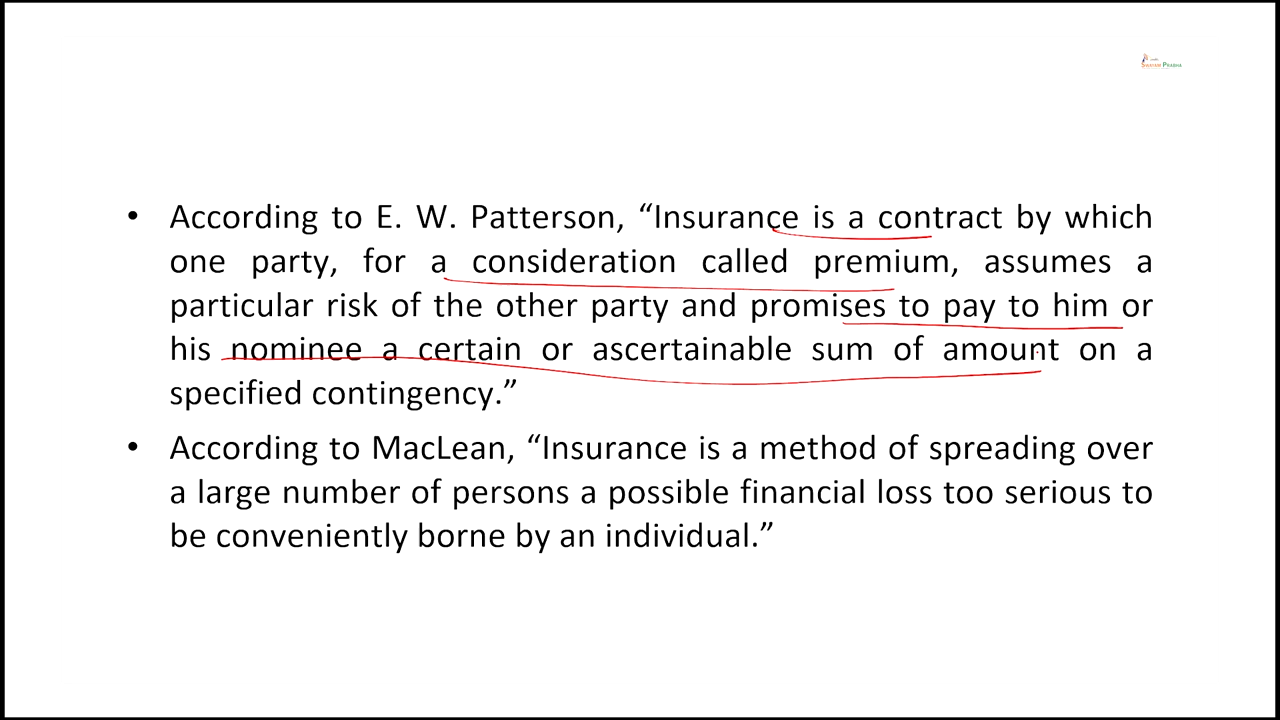 Swayam Prabha
• According to E. W. Patterson, “Insurance is a contract by which
one party, for a consideration called premium, assumes a
particular risk of the other party and promises to pay to him or
his nominee a certain or ascertainable sum of amount on a
specified contingency.”
• According to MacLean, “Insurance is a method of spreading over
a large number of persons a possible financial loss too serious to
be conveniently borne by an individual.”